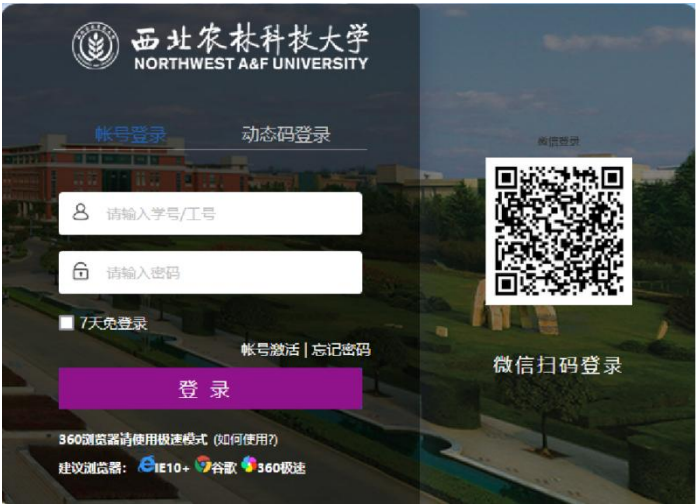 西北农林科技大学
NORTHWEST A&F UNIVERSITY
帐号登录 动态码登录
请输入学号/工号
请输入密码
7天免登录
帐号激活 | 忘记密码
登 录
360浏览器请使用极速模式 (如何使用?)
建议浏览器： IE10+ 谷歌 360极速
微信登录
微信扫码登录